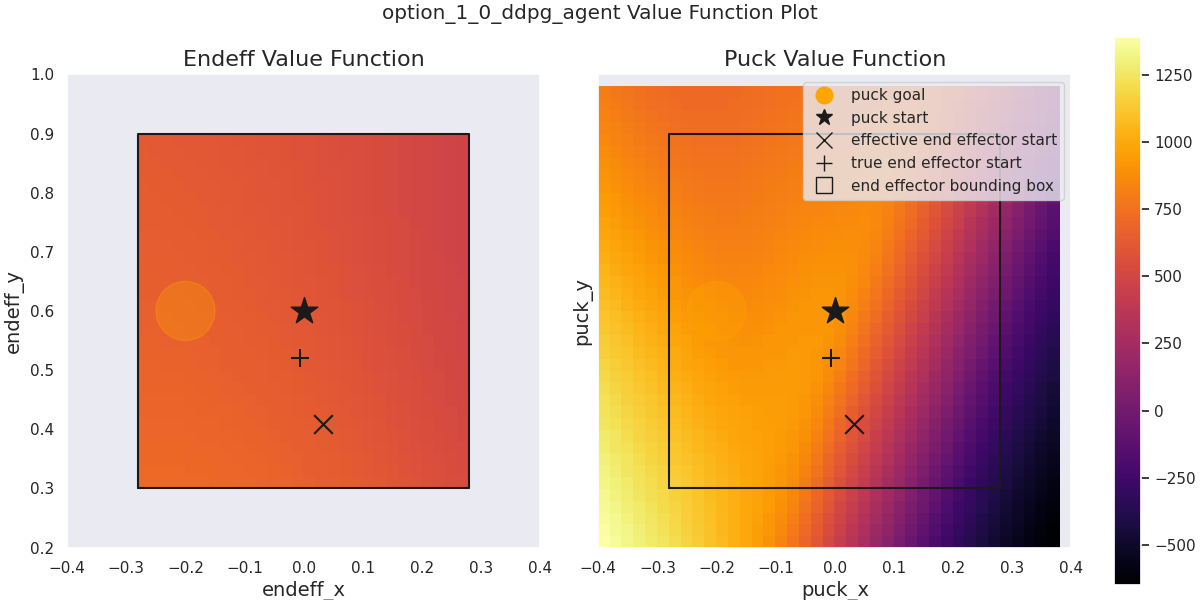 option_1_0_ddpg_agent Value Function Plot
Endeff Value Function
1.0
0.9
0.8
0.7
0.6
0.5
0.4
0.3
0.2
endeff_y
−0.4 −0.3 −0.2 −0.1 0.0 0.1 0.2 0.3 0.4
endeff_x
Puck Value Function
puck goal
puck start
effective end effector start
true end effector start
end effector bounding box
puck_y
−0.4 −0.3 −0.2 −0.1 0.0 0.1 0.2 0.3 0.4
puck_x
1250
1000
750
500
250
0
−250
−500